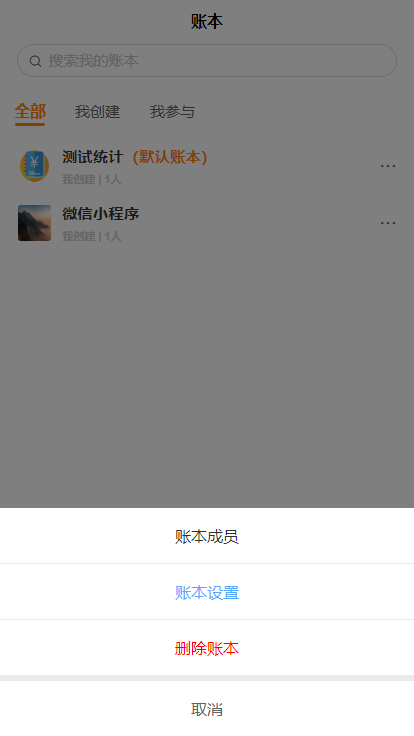 账本
搜索我的账本
全部 我创建 我参与
测试统计（默认账本）
我创建 | 1人
微信小程序
我创建 | 1人
账本成员
账本设置
删除账本
取消